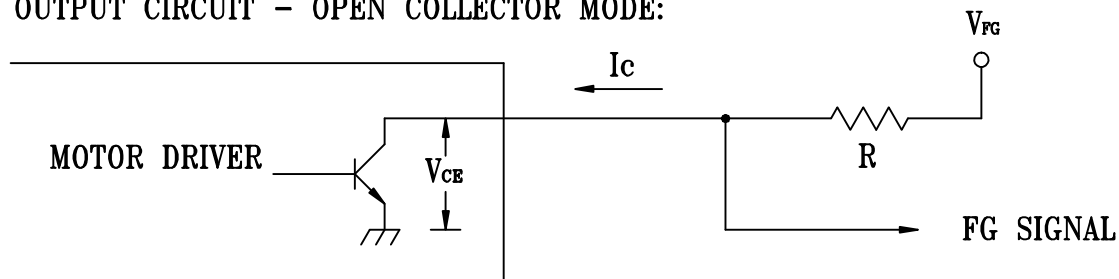 OUTPUT CIRCUIT - OPEN COLLECTOR MODE:
VFG
Ic
MOTOR DRIVER
VCE
R
FG SIGNAL